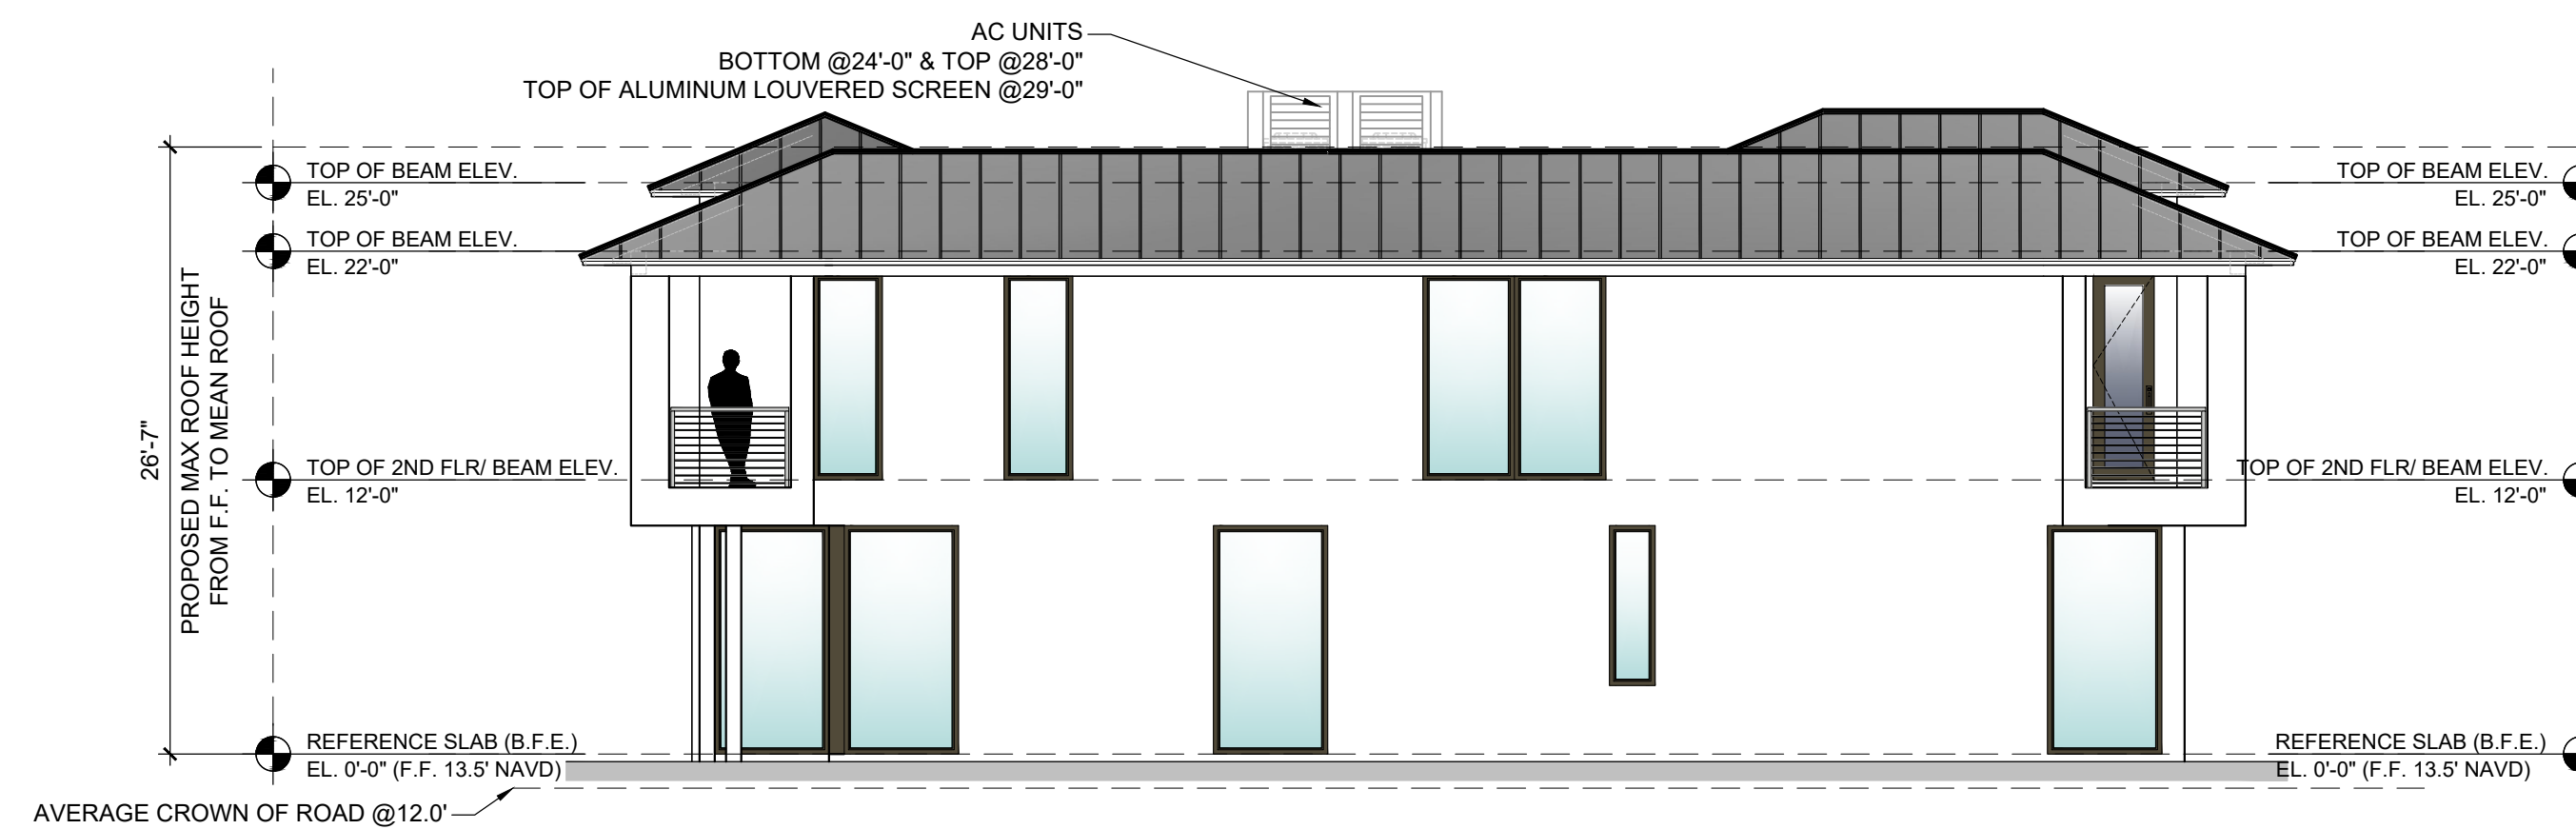 AC UNITS
BOTTOM @24'-0" & TOP @28'-0"
TOP OF ALUMINUM LOUVERED SCREEN @29'-0"
TOP OF BEAM ELEV.
EL. 25'-0"
TOP OF BEAM ELEV.
EL. 22'-0"
26'-7"
PROPOSED MAX ROOF HEIGHT
FROM F.F. TO MEAN ROOF
TOP OF 2ND FLR/ BEAM ELEV.
EL. 12'-0"
REFERENCE SLAB (B.F.E.)
EL. 0'-0" (F.F. 13.5' NAVD)
AVERAGE CROWN OF ROAD @12.0'
TOP OF BEAM ELEV.
EL. 25'-0"
TOP OF BEAM ELEV.
EL. 22'-0"
TOP OF 2ND FLR/ BEAM ELEV.
EL. 12'-0"
REFERENCE SLAB (B.F.E.)
EL. 0'-0" (F.F. 13.5' NAVD)